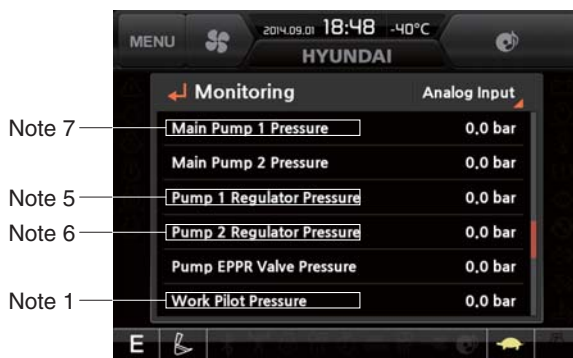 MENU
2014.09.01 18:48 -40°C
HYUNDAI
Monitoring Analog Input
Note 7 Main Pump 1 Pressure 0.0 bar
Main Pump 2 Pressure 0.0 bar
Note 5 Pump 1 Regulator Pressure 0.0 bar
Note 6 Pump 2 Regulator Pressure 0.0 bar
Pump EPPR Valve Pressure 0.0 bar
Note 1 Work Pilot Pressure 0.0 bar
E